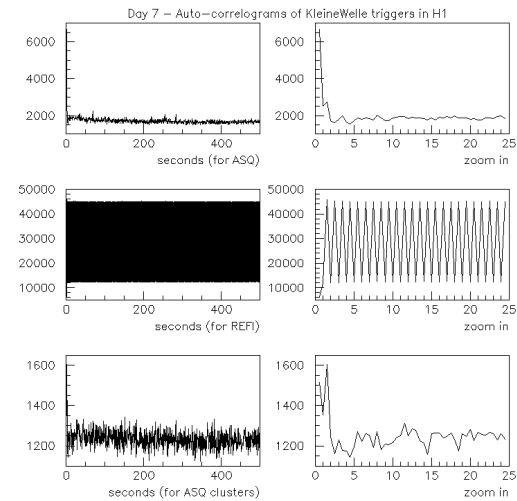 Day 7 - Auto-correlograms of KleineWelle triggers in H1
6000
4000
2000
0 200 400
seconds (for ASQ)
6000
4000
2000
0 5 10 15 20 25
zoom in
50000
40000
30000
20000
10000
0 200 400
seconds (for REFI)
50000
40000
30000
20000
10000
0 5 10 15 20 25
zoom in
1600
1400
1200
0 200 400
seconds (for ASQ clusters)
1600
1400
1200
0 5 10 15 20 25
zoom in